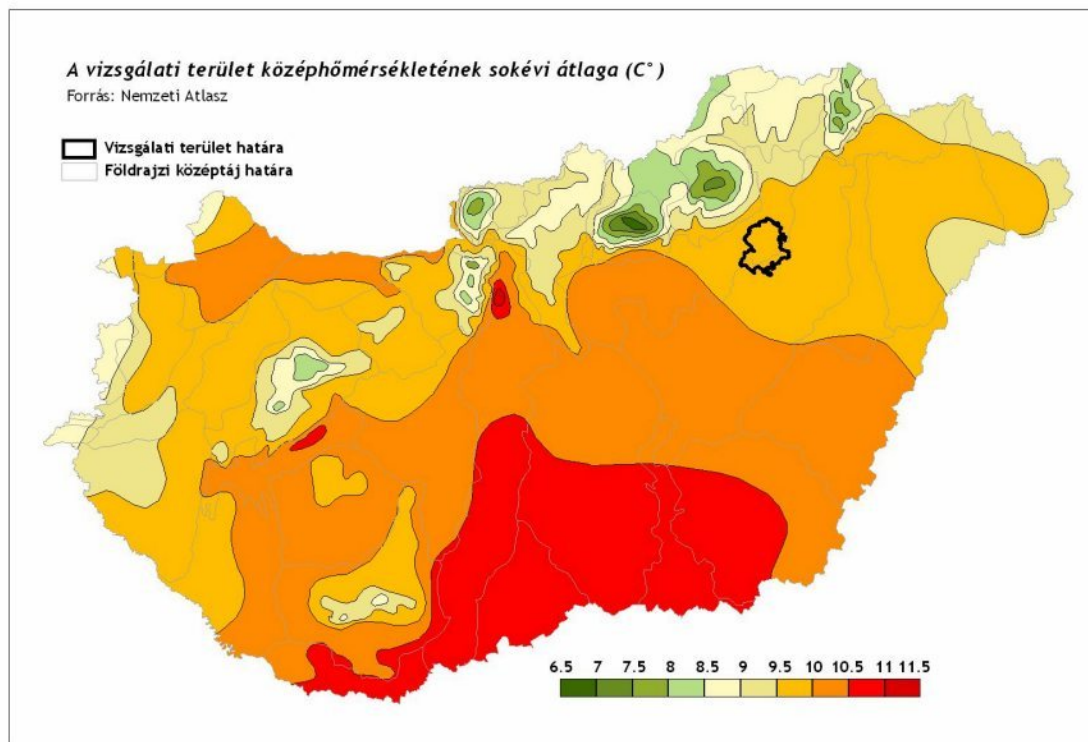 A vizsgálati terület középhőmérsékletének sokévi átlaga (C°)
Forrás: Nemzeti Atlasz
Vizsgálati terület határa
Földrajzi középtáj határa
6.5 7 7.5 8 8.5 9 9.5 10 10.5 11 11.5